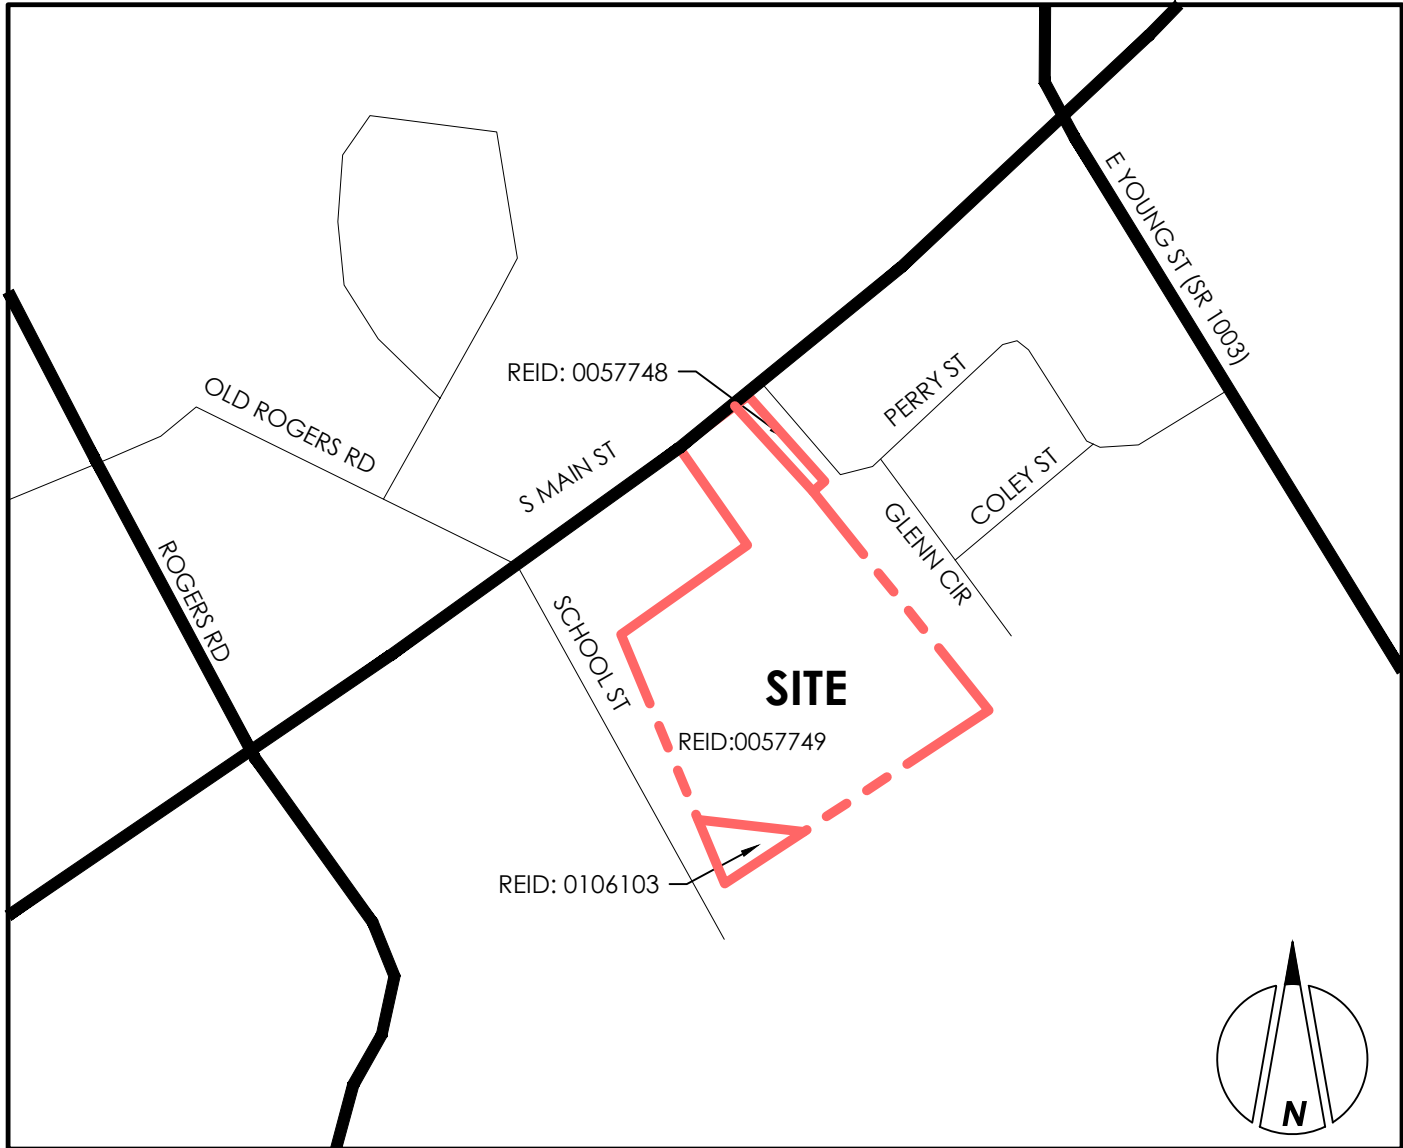 E YOUNG ST (SR 1003)
REID: 0057748
PERRY ST
OLD ROGERS RD
S MAIN ST
COLEY ST
GLENN CIR
ROGERS RD
SCHOOL ST
SITE
REID:0057749
REID: 0106103
N